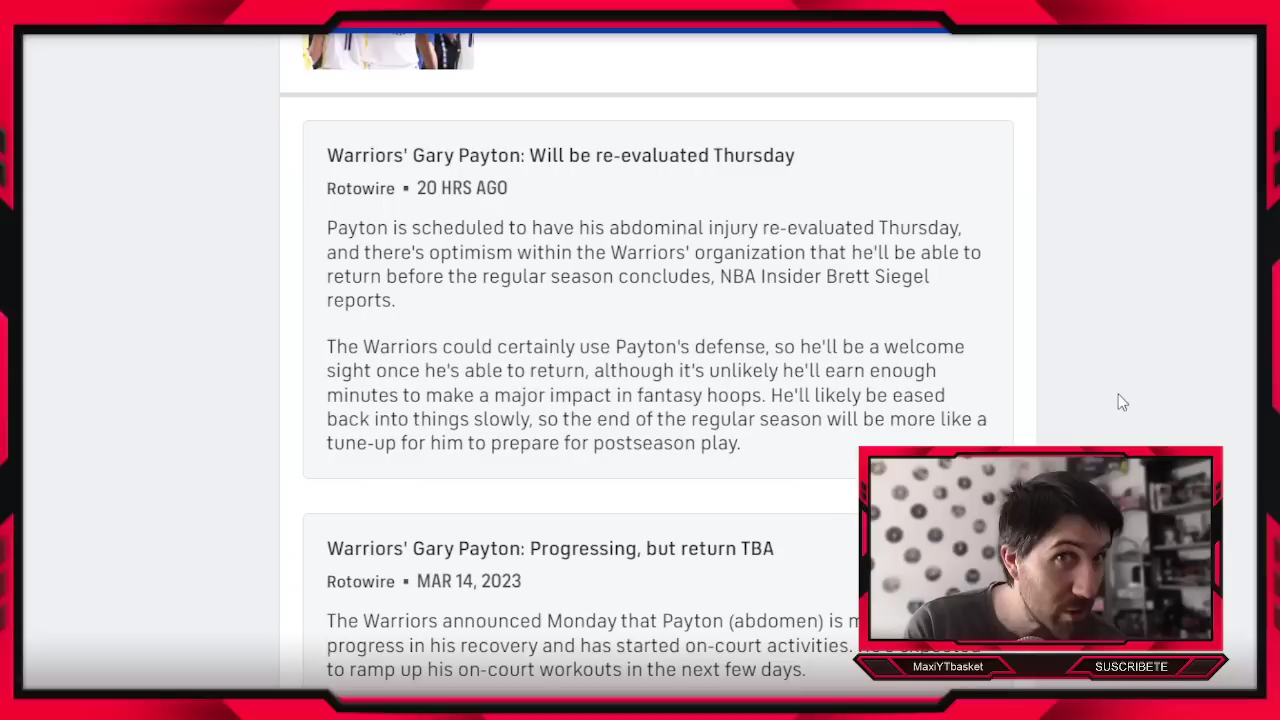 Warriors' Gary Payton: Will be re-evaluated Thursday
Rotowire ▪ 20 HRS AGO
Payton is scheduled to have his abdominal injury re-evaluated Thursday,
and there's optimism within the Warriors' organization that he'll be able to
return before the regular season concludes, NBA Insider Brett Siegel
reports.
The Warriors could certainly use Payton's defense, so he'll be a welcome
sight once he's able to return, although it's unlikely he'll earn enough
minutes to make a major impact in fantasy hoops. He'll likely be eased
back into things slowly, so the end of the regular season will be more like a
tune-up for him to prepare for postseason play.
Warriors' Gary Payton: Progressing, but return TBA
Rotowire ▪ MAR 14, 2023
The Warriors announced Monday that Payton (abdomen) is
progress in his recovery and has started on-court activities.
to ramp up his on-court workouts in the next few days.
MaxiYTbasket
SUSCRIBETE